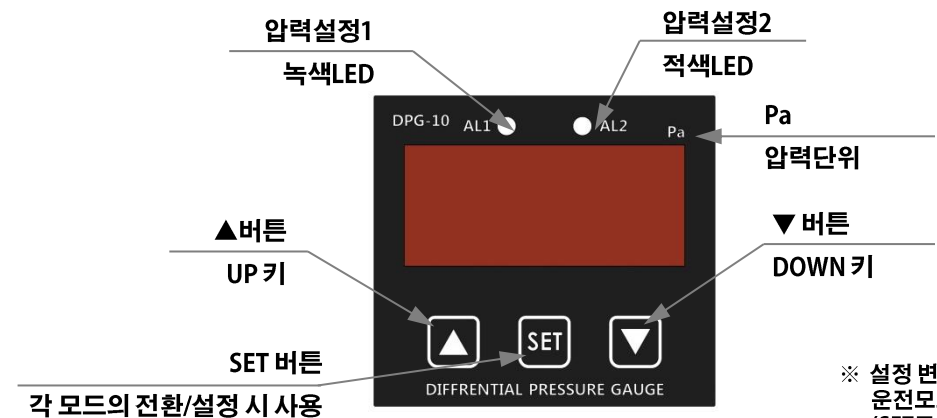 압력설정1
녹색LED
압력설정2
적색LED
DPG-10
AL1
AL2
Pa
Pa
압력단위
▲버튼
UP 키
▼ 버튼
DOWN 키
SET
SET 버튼
각 모드의 전환/설정 시 사용
DIFFRENTIAL PRESSURE GAUGE
※ 설정 변
운전모